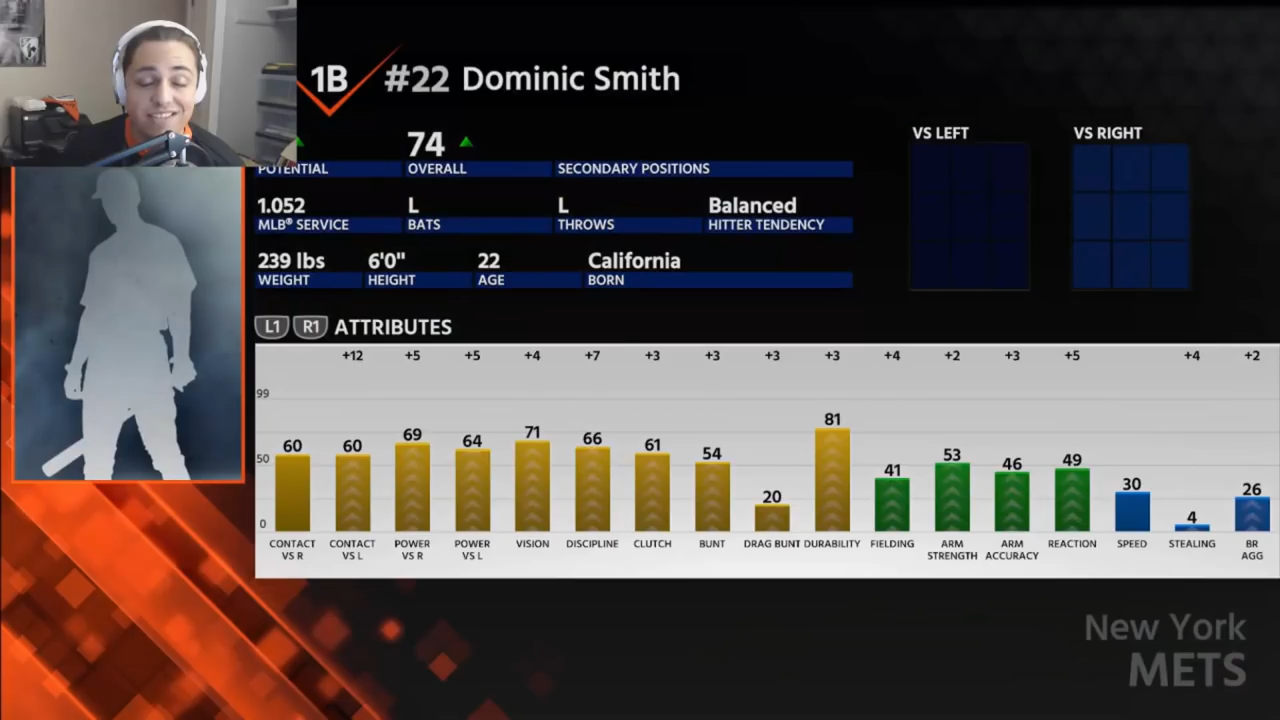 1B #22 Dominic Smith
74
POTENTIAL OVERALL SECONDARY POSITIONS
1.052 L L Balanced
MLB® SERVICE BATS THROWS HITTER TENDENCY
239 lbs 6'0" 22 California
WEIGHT HEIGHT AGE BORN
VS LEFT VS RIGHT
L1 R1 ATTRIBUTES
+12 +5 +5 +4 +7 +3 +3 +3 +3 +4 +2 +3 +5 +4 +2
99
50
0
60 60 69 64 71 66 61 54 20 81 41 53 46 49 30 4 26
CONTACT VS R CONTACT VS L POWER VS R POWER VS L VISION DISCIPLINE CLUTCH BUNT DRAG BUNT DURABILITY FIELDING ARM STRENGTH ARM ACCURACY REACTION SPEED STEALING BR AGG
New York
METS